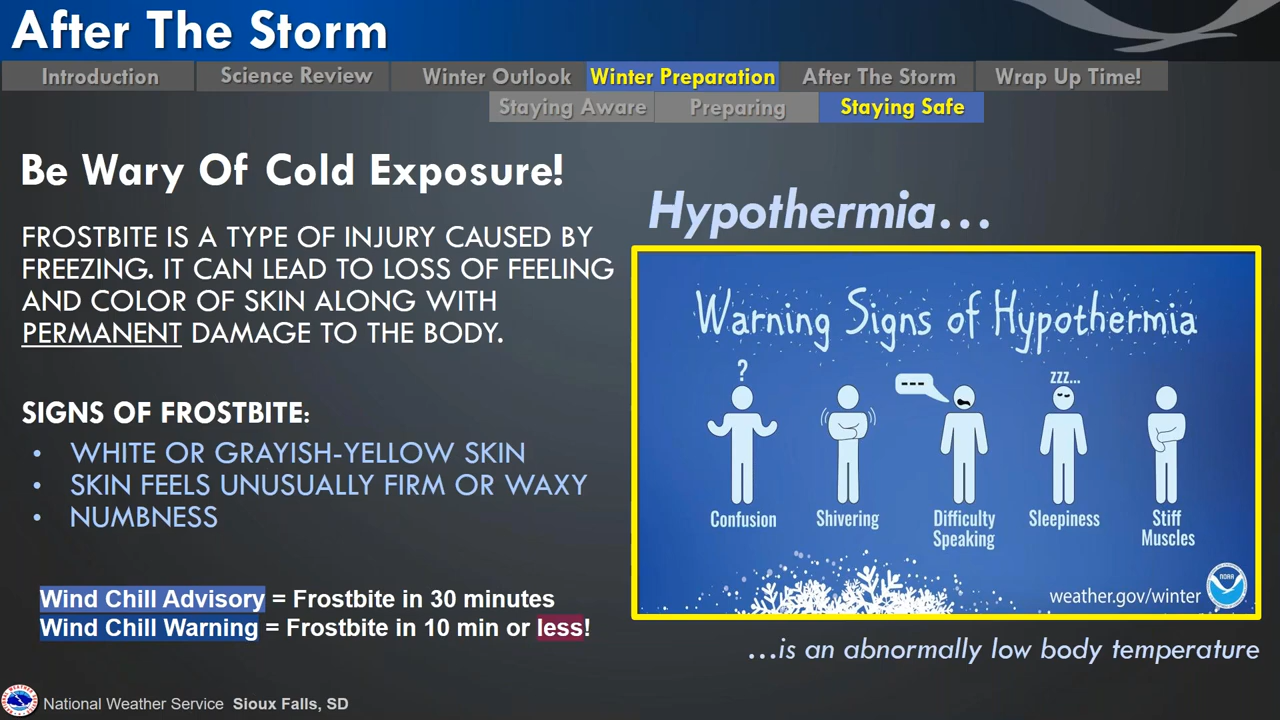 After The Storm
Introduction
Science Review
Winter Outlook
Winter Preparation
After The Storm
Wrap Up Time!
Staying Aware
Preparing
Staying Safe
Be Wary Of Cold Exposure!
FROSTBITE IS A TYPE OF INJURY CAUSED BY
FREEZING. IT CAN LEAD TO LOSS OF FEELING
AND COLOR OF SKIN ALONG WITH
PERMANENT DAMAGE TO THE BODY.
SIGNS OF FROSTBITE:
• WHITE OR GRAYISH-YELLOW SKIN
• SKIN FEELS UNUSUALLY FIRM OR WAXY
• NUMBNESS
Wind Chill Advisory = Frostbite in 30 minutes
Wind Chill Warning = Frostbite in 10 min or less!
Hypothermia…
Warning Signs of Hypothermia
?
---
zzz...
Confusion
Shivering
Difficulty
Speaking
Sleepiness
Stiff
Muscles
weather.gov/winter
NOAA
…is an abnormally low body temperature
National Weather Service Sioux Falls, SD